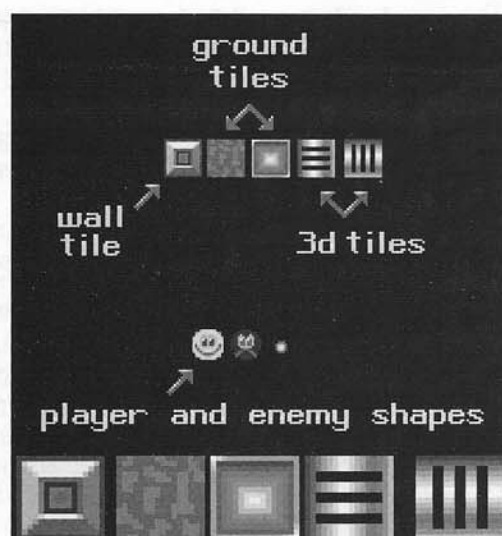 ground
tiles
wall
tile
3d tiles
player and enemy shapes